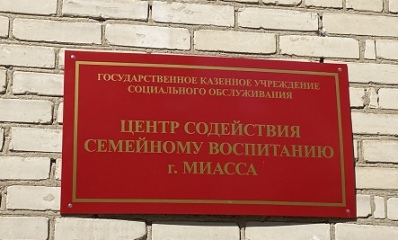 ГОСУДАРСТВЕННОЕ КАЗЕННОЕ УЧРЕЖДЕНИЕ
СОЦИАЛЬНОГО ОБСЛУЖИВАНИЯ
ЦЕНТР СОДЕЙСТВИЯ
СЕМЕЙНОМУ ВОСПИТАНИЮ
г. МИАССА